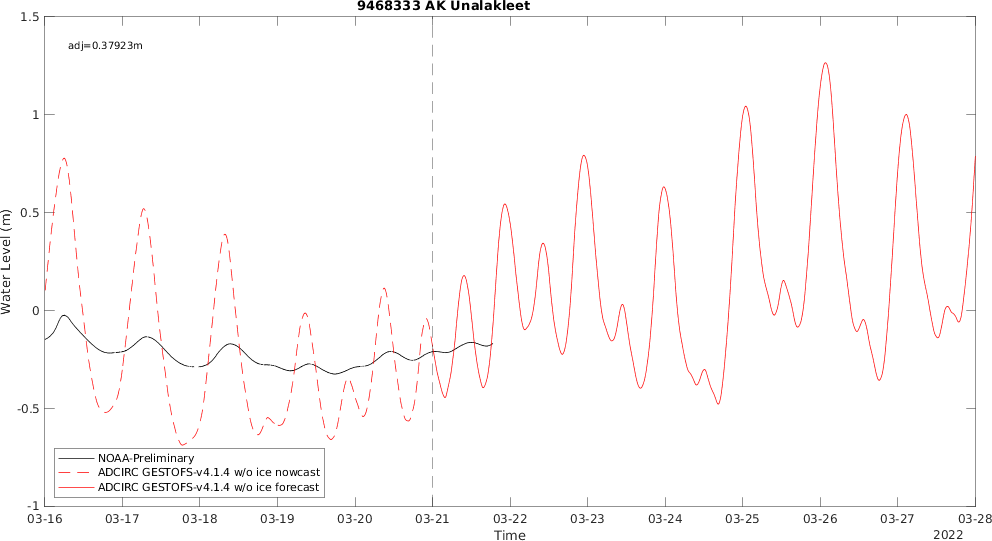 9468333 AK Unalakleet
adj=0.37923m
1.5
1
0.5
0
-0.5
-1
Water Level (m)
NOAA-Preliminary
ADCIRC GESTOFS-v4.1.4 w/o ice nowcast
ADCIRC GESTOFS-v4.1.4 w/o ice forecast
03-16 03-17 03-18 03-19 03-20 03-21 03-22 03-23 03-24 03-25 03-26 03-27 03-28
Time
2022